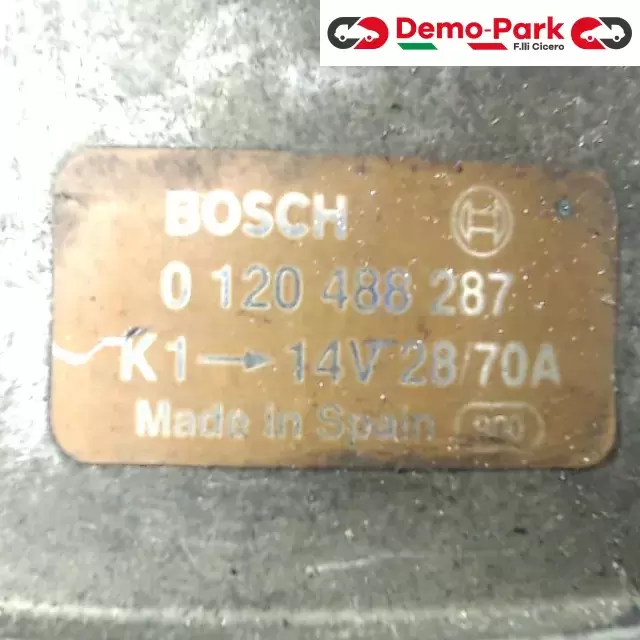 Demo-Park
F.lli Cicero
BOSCH
0 120 488 287
K1→14V 28/70A
Made in Spain